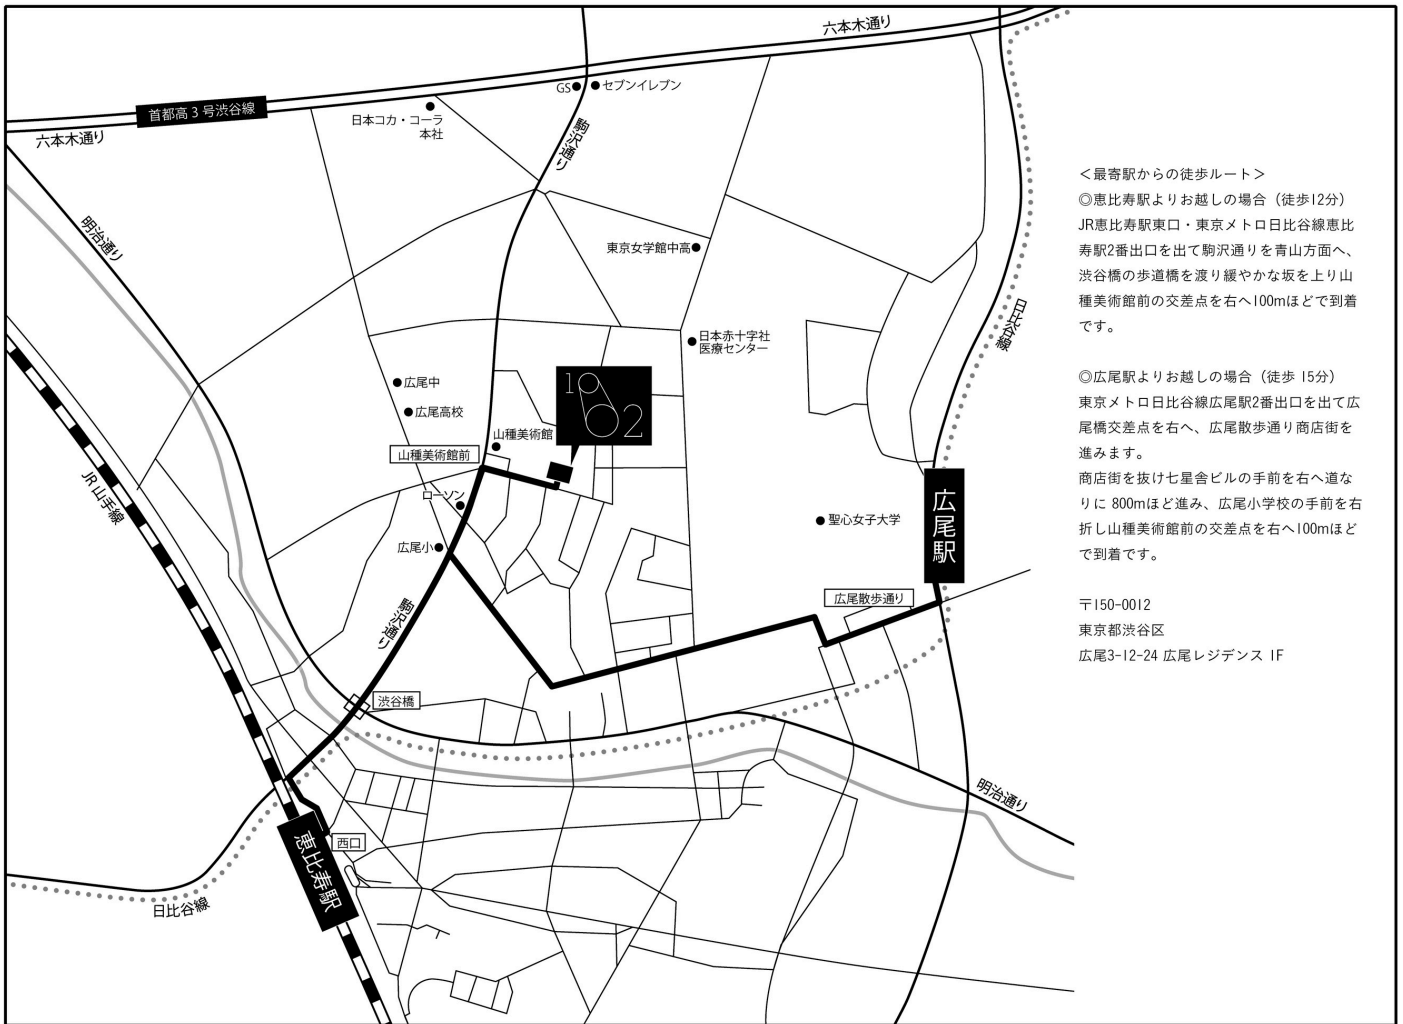 六本木通り
首都高３号渋谷線
六本木通り
GS
セブンイレブン
日本コカ・コーラ
本社
駒沢通り
明治通り
東京女学館中高
日比谷線
日本赤十字社
医療センター
広尾中
広尾高校
19
02
山種美術館
山種美術館前
ローソン
広尾小
JR山手線
聖心女子大学
広尾駅
広尾散歩通り
駒沢通り
渋谷橋
明治通り
西口
恵比寿駅
日比谷線
＜最寄駅からの徒歩ルート＞
◎恵比寿駅よりお越しの場合（徒歩12分）
JR恵比寿駅東口・東京メトロ日比谷線恵比
寿駅2番出口を出て駒沢通りを青山方面へ、
渋谷橋の歩道橋を渡り緩やかな坂を上り山
種美術館前の交差点を右へ100mほどで到着
です。
◎広尾駅よりお越しの場合（徒歩 15分）
東京メトロ日比谷線広尾駅2番出口を出て広
尾橋交差点を右へ、広尾散歩通り商店街を
進みます。
商店街を抜け七星舎ビルの手前を右へ道な
りに 800mほど進み、広尾小学校の手前を右
折し山種美術館前の交差点を右へ100mほど
で到着です。
〒150-0012
東京都渋谷区
広尾3-12-24 広尾レジデンス 1F